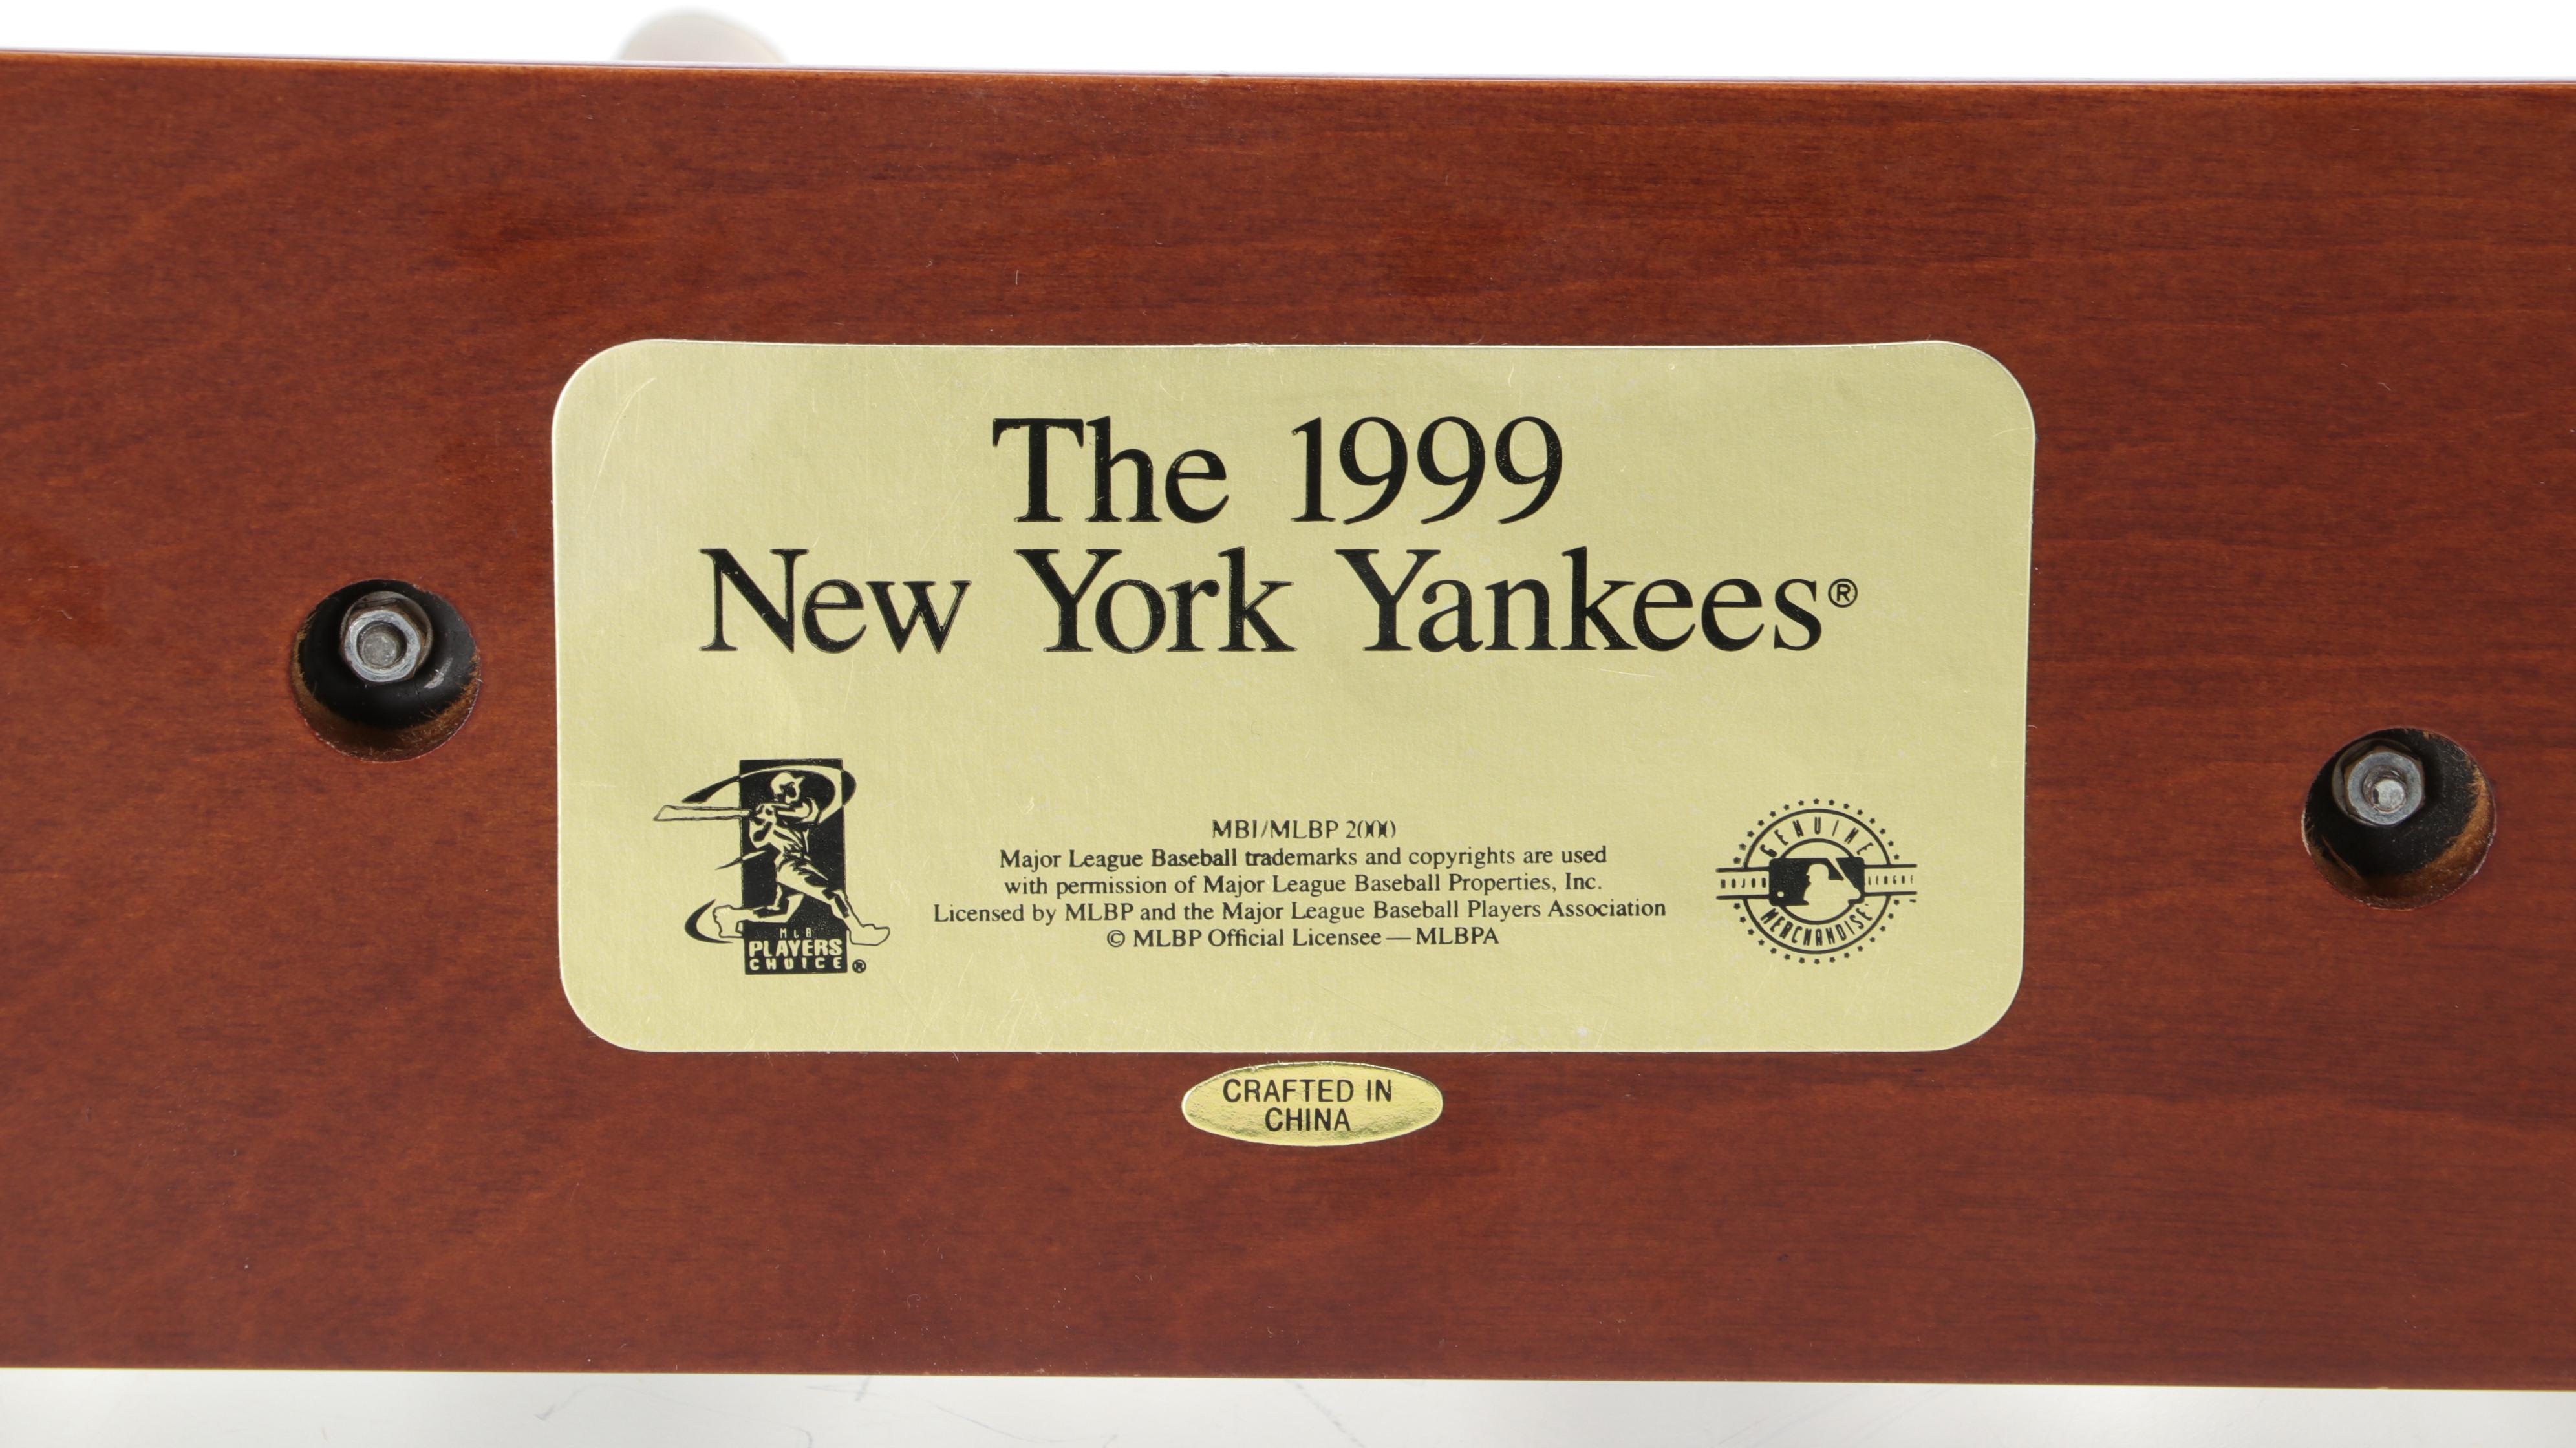 The 1999
New York Yankees®
MLB
PLAYERS
CHOICE ®
MBI/MLBP 2000
Major League Baseball trademarks and copyrights are used
with permission of Major League Baseball Properties, Inc.
Licensed by MLBP and the Major League Baseball Players Association
© MLBP Official Licensee—MLBPA
GENUINE
MAJOR LEAGUE
MERCHANDISE
CRAFTED IN
CHINA